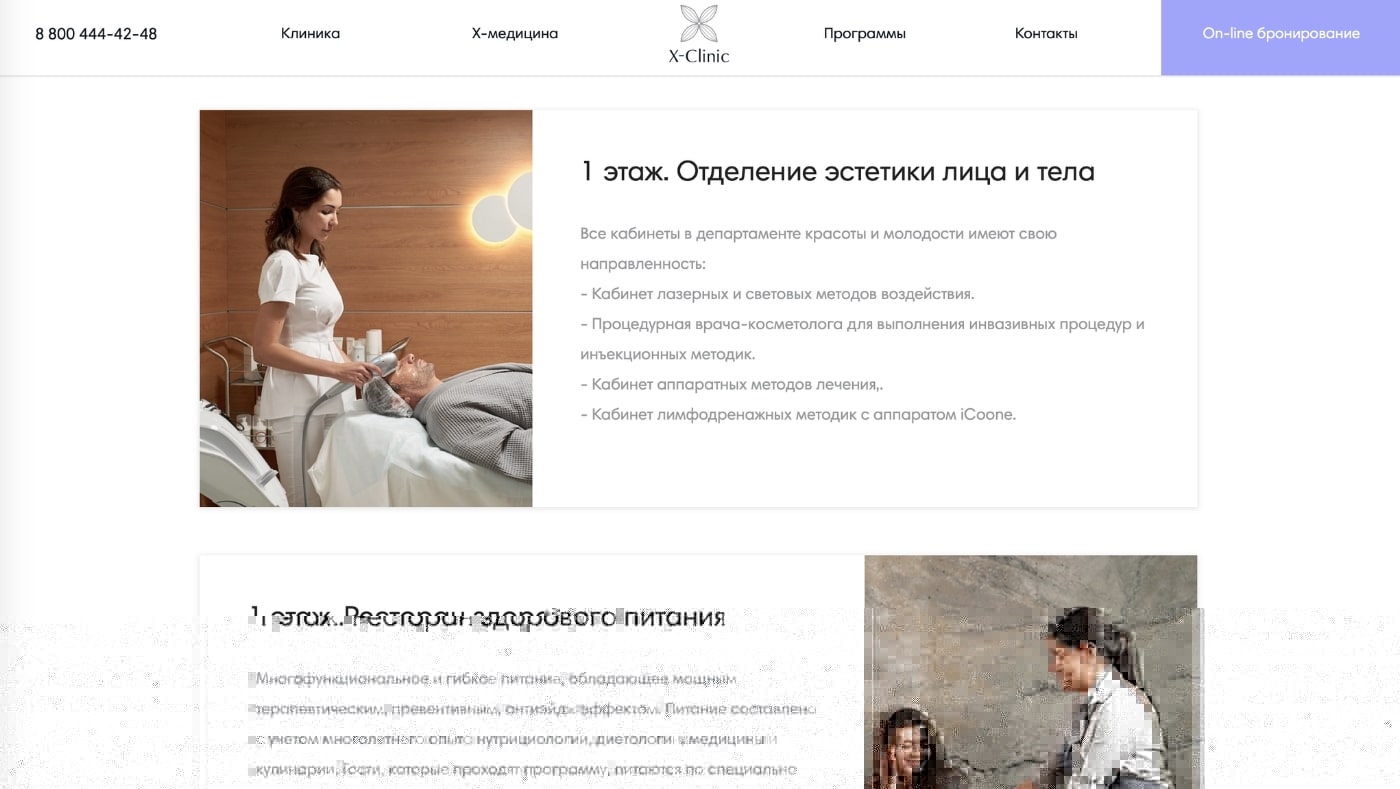 8 800 444-42-48
Клиника
X-медицина
X-Clinic
Программы
Контакты
On-line бронирование
1 этаж. Отделение эстетики лица и тела
Все кабинеты в департаменте красоты и молодости имеют свою
направленность:
- Кабинет лазерных и световых методов воздействия.
- Процедурная врача-косметолога для выполнения инвазивных процедур и
инъекционных методик.
- Кабинет аппаратных методов лечения,.
- Кабинет лимфодренажных методик с аппаратом iCoone.
1 этаж. Ресторан здорового питания
Многофункциональное и гибкое питание, обладающее мощным
терапевтическим, превентивным, антиэйдж эффектом. Питание составлено
с учетом многолетнего опыта нутрициологии, диетологии и медицины и
кулинарии. Гости, которые проходят программу, питаются по специально